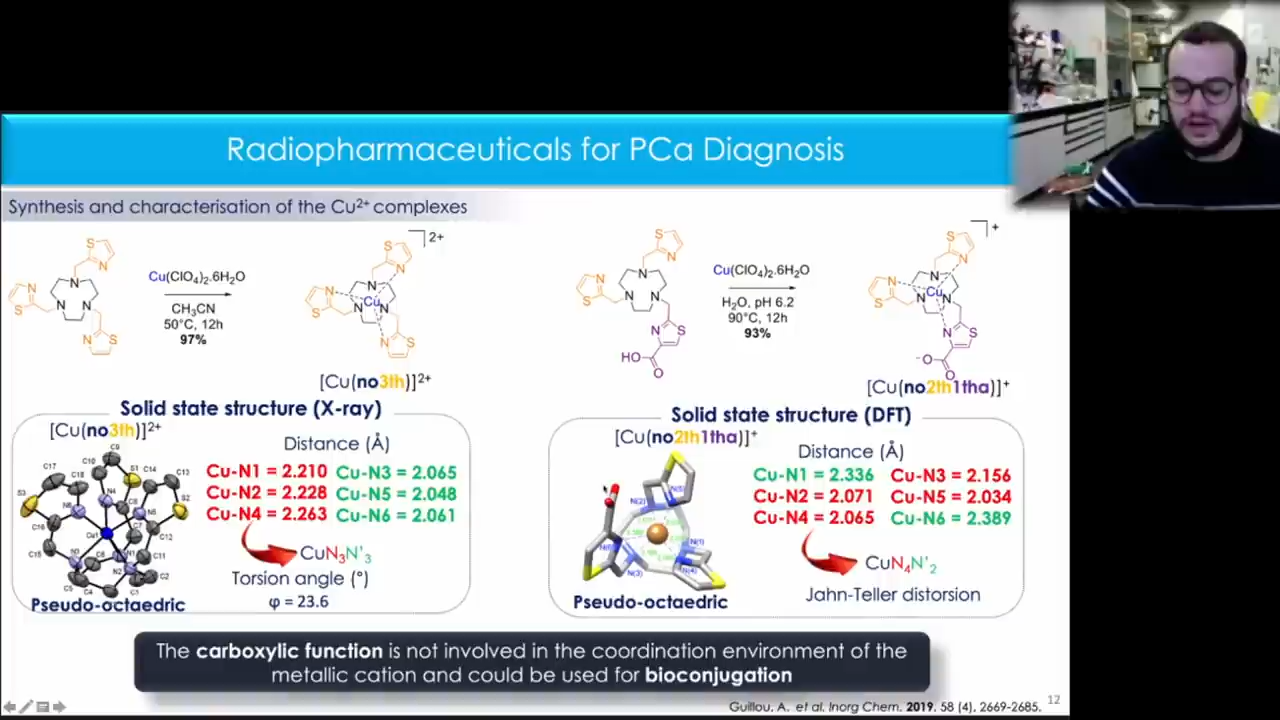 Radiopharmaceuticals for PCa Diagnosis
Synthesis and characterisation of the Cu²⁺ complexes
Cu(ClO₄)₂.6H₂O
CH₃CN
50°C, 12h
97%
2+
[Cu(no3th)]²⁺
Cu(ClO₄)₂.6H₂O
H₂O, pH 6.2
90°C, 12h
93%
+
[Cu(no2th1tha)]⁺
Solid state structure (X-ray)
[Cu(no3th)]²⁺
Distance (Å)
Cu-N1 = 2.210 Cu-N3 = 2.065
Cu-N2 = 2.228 Cu-N5 = 2.048
Cu-N4 = 2.263 Cu-N6 = 2.061
CuN₃N'₃
Torsion angle (°)
φ = 23.6
Pseudo-octaedric
Solid state structure (DFT)
[Cu(no2th1tha)]⁺
Distance (Å)
Cu-N1 = 2.336 Cu-N3 = 2.156
Cu-N2 = 2.071 Cu-N5 = 2.034
Cu-N4 = 2.065 Cu-N6 = 2.389
CuN₄N'₂
Jahn-Teller distorsion
Pseudo-octaedric
The carboxylic function is not involved in the coordination environment of the
metallic cation and could be used for bioconjugation
Guillou, A. et al. Inorg Chem. 2019, 58 (4), 2669-2685.
12